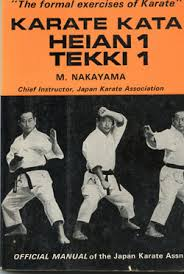 "The formal exercises of Karate"
KARATE KATA
HEIAN 1
TEKKI 1
M. NAKAYAMA
Chief Instructor, Japan Karate Association
OFFICIAL MANUAL of the Japan Karate Assn